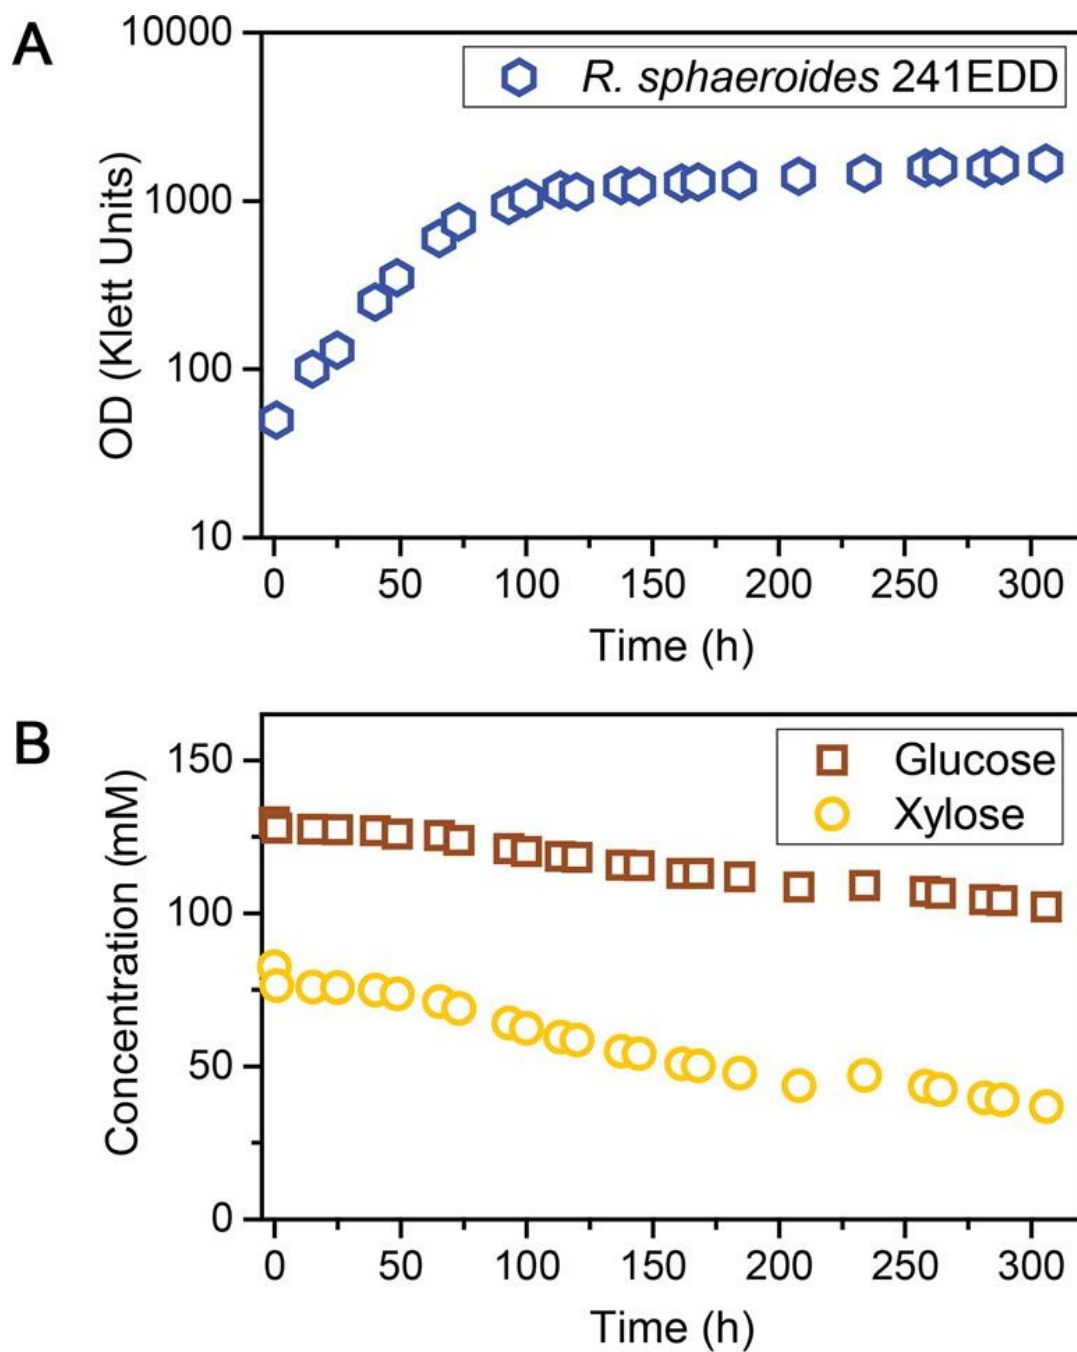 A
10000
R. sphaeroides 241EDD
1000
100
10
OD (Klett Units)
0 50 100 150 200 250 300
Time (h)
B
150
Glucose
Xylose
100
50
0
Concentration (mM)
0 50 100 150 200 250 300
Time (h)